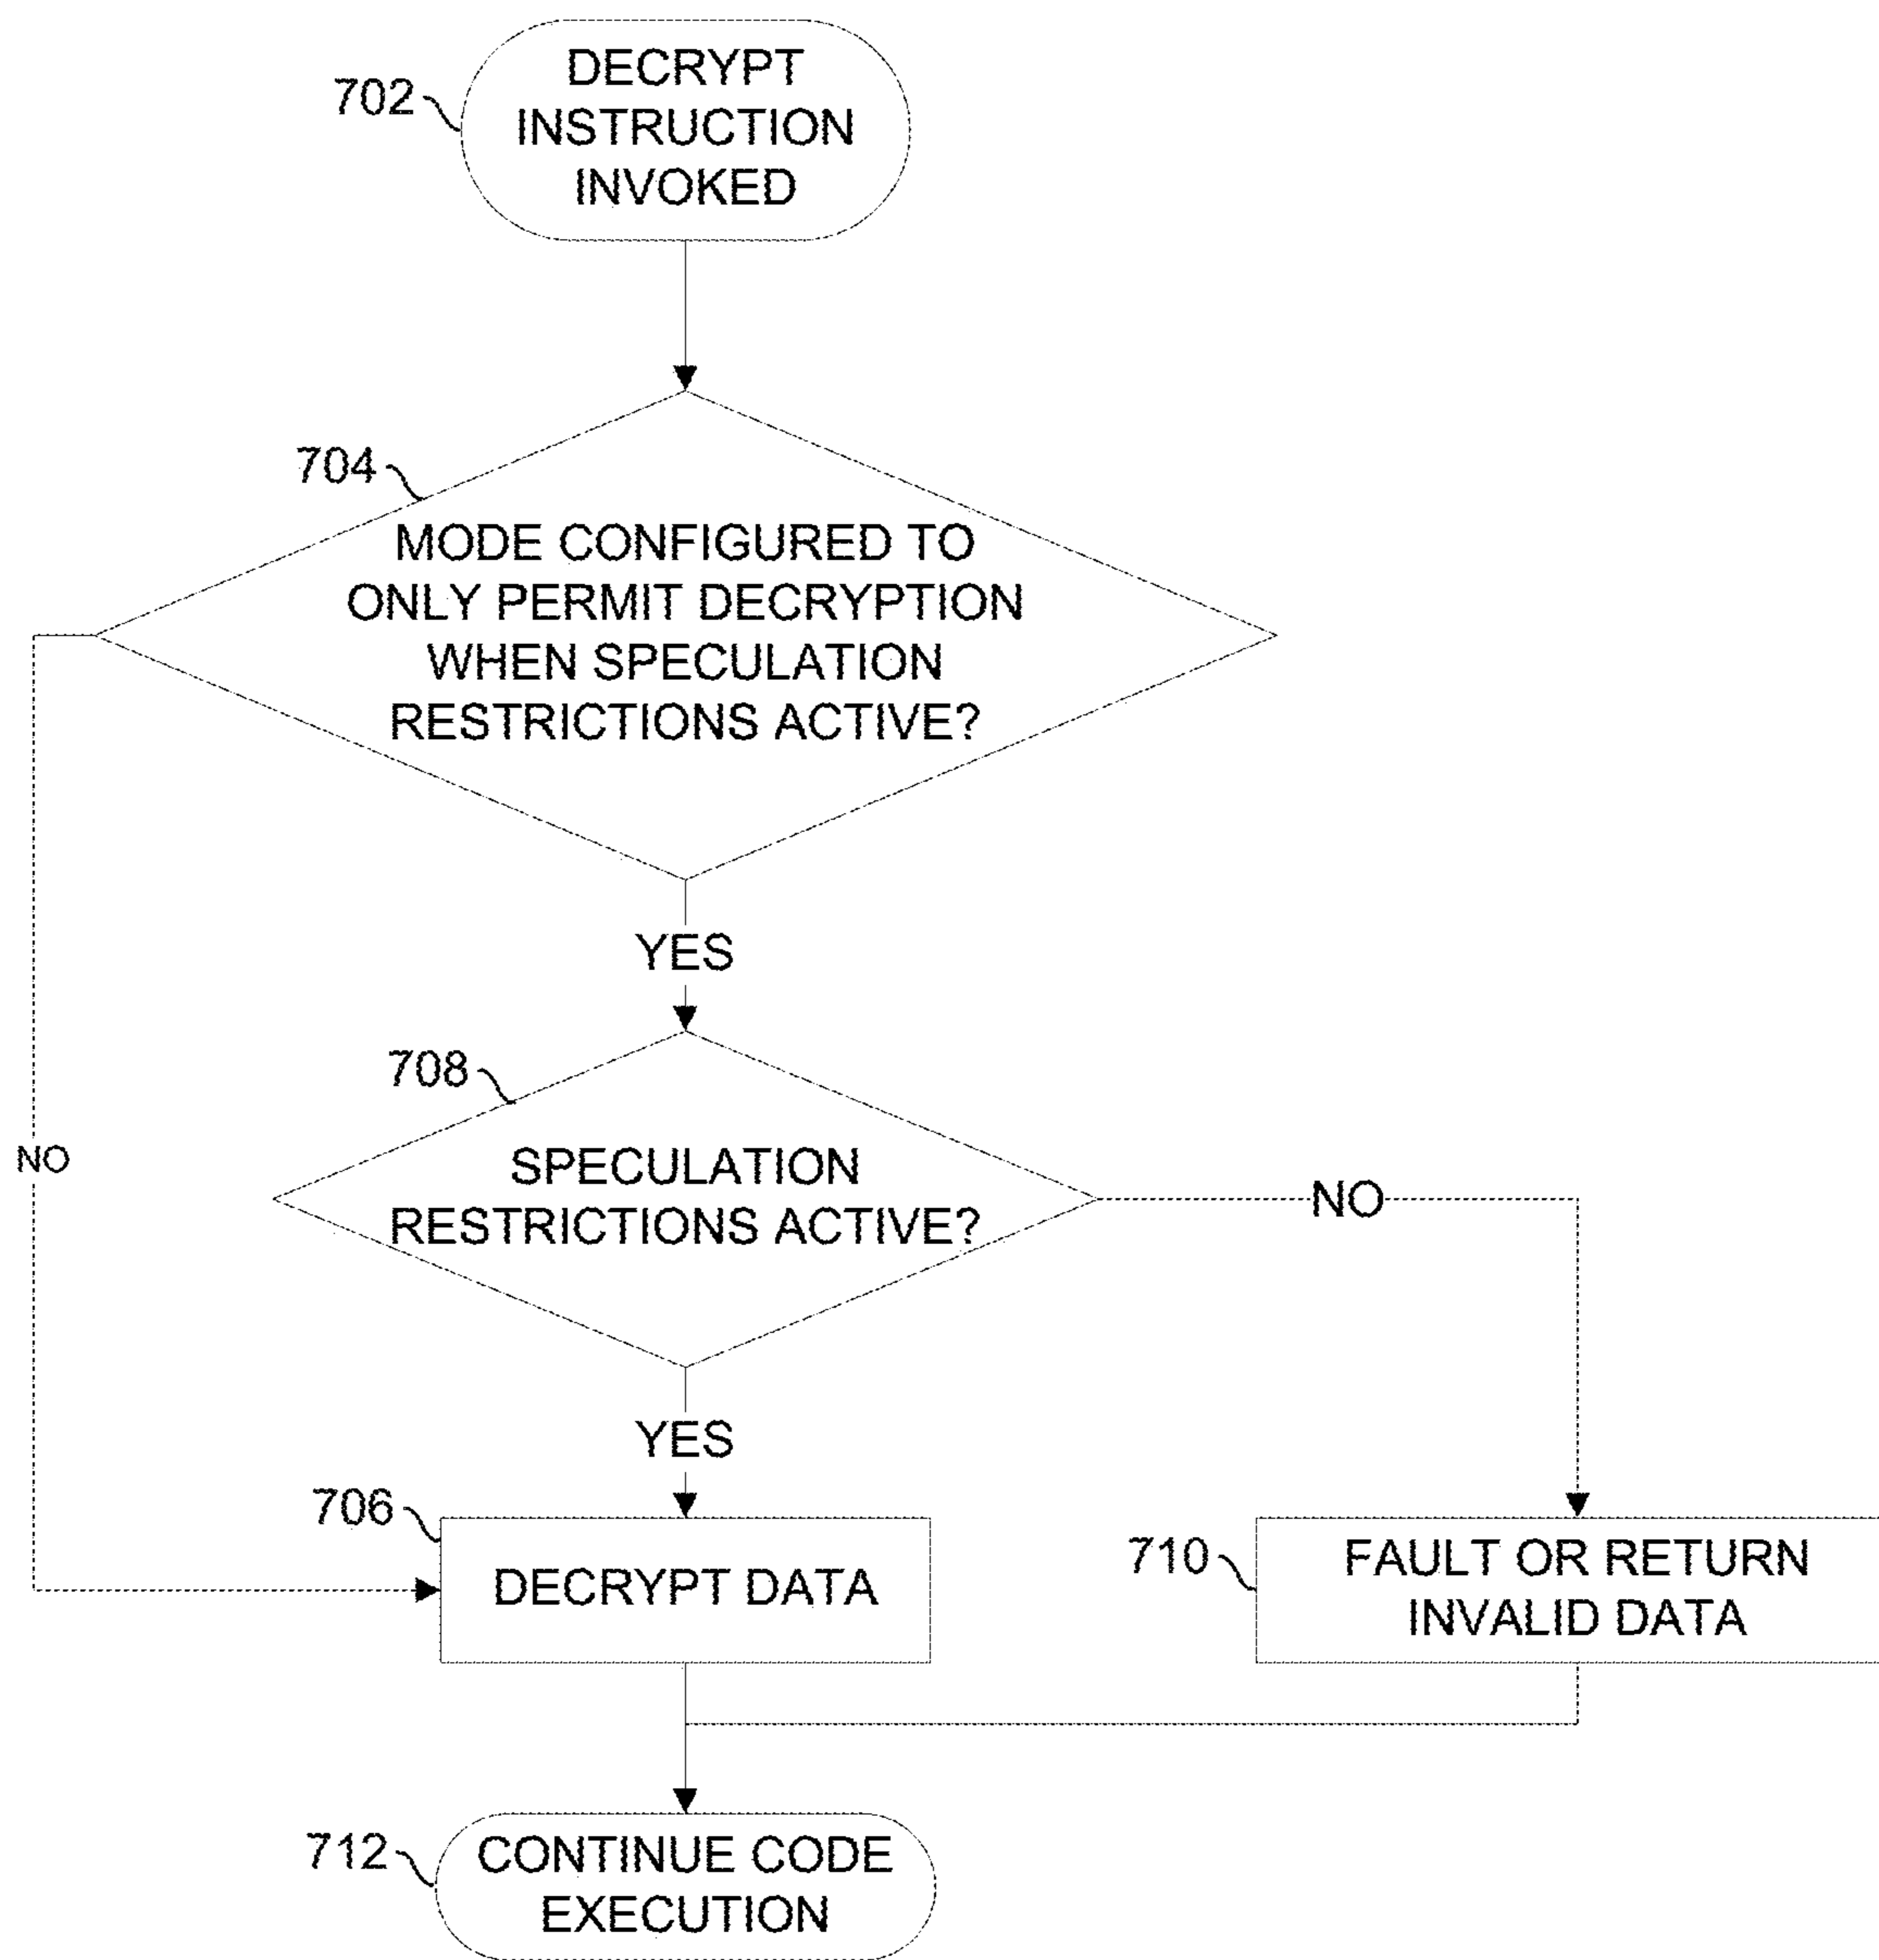 702
DECRYPT
INSTRUCTION
INVOKED
704
MODE CONFIGURED TO
ONLY PERMIT DECRYPTION
WHEN SPECULATION
RESTRICTIONS ACTIVE?
YES
708
SPECULATION
RESTRICTIONS ACTIVE?
NO
NO
YES
706
DECRYPT DATA
710
FAULT OR RETURN
INVALID DATA
712
CONTINUE CODE
EXECUTION